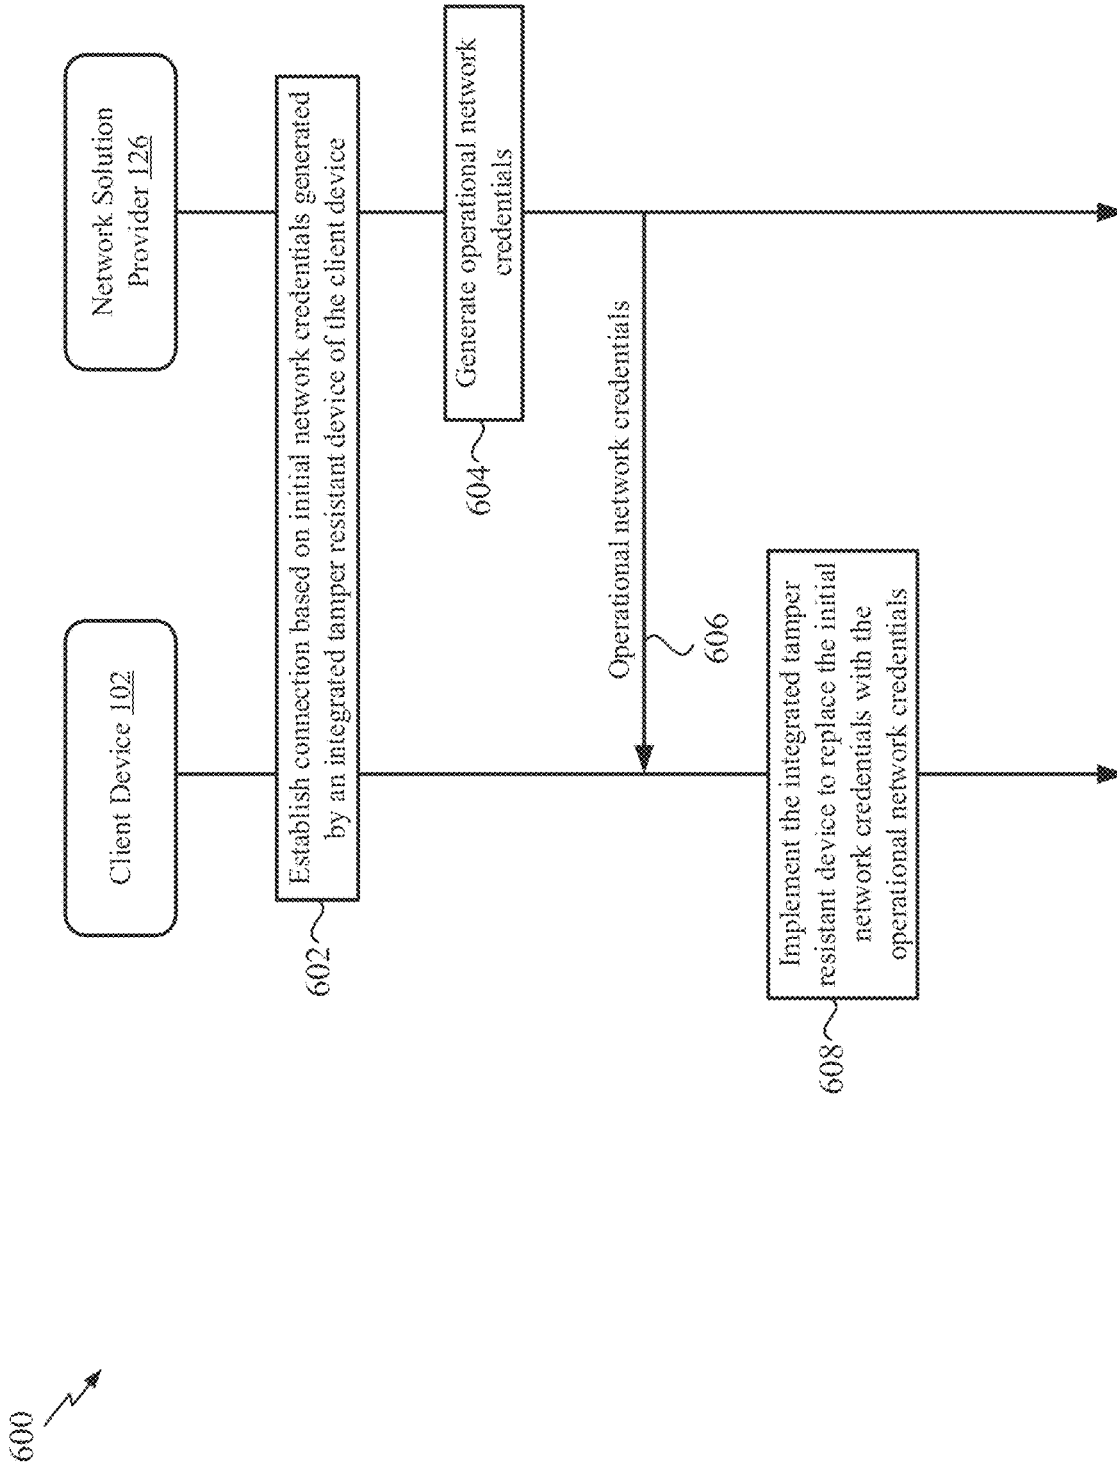 600
Client Device 102
Network Solution
Provider 126
Establish connection based on initial network credentials generated
by an integrated tamper resistant device of the client device
602
Generate operational network
credentials
604
Operational network credentials
606
Implement the integrated tamper
resistant device to replace the initial
network credentials with the
operational network credentials
608